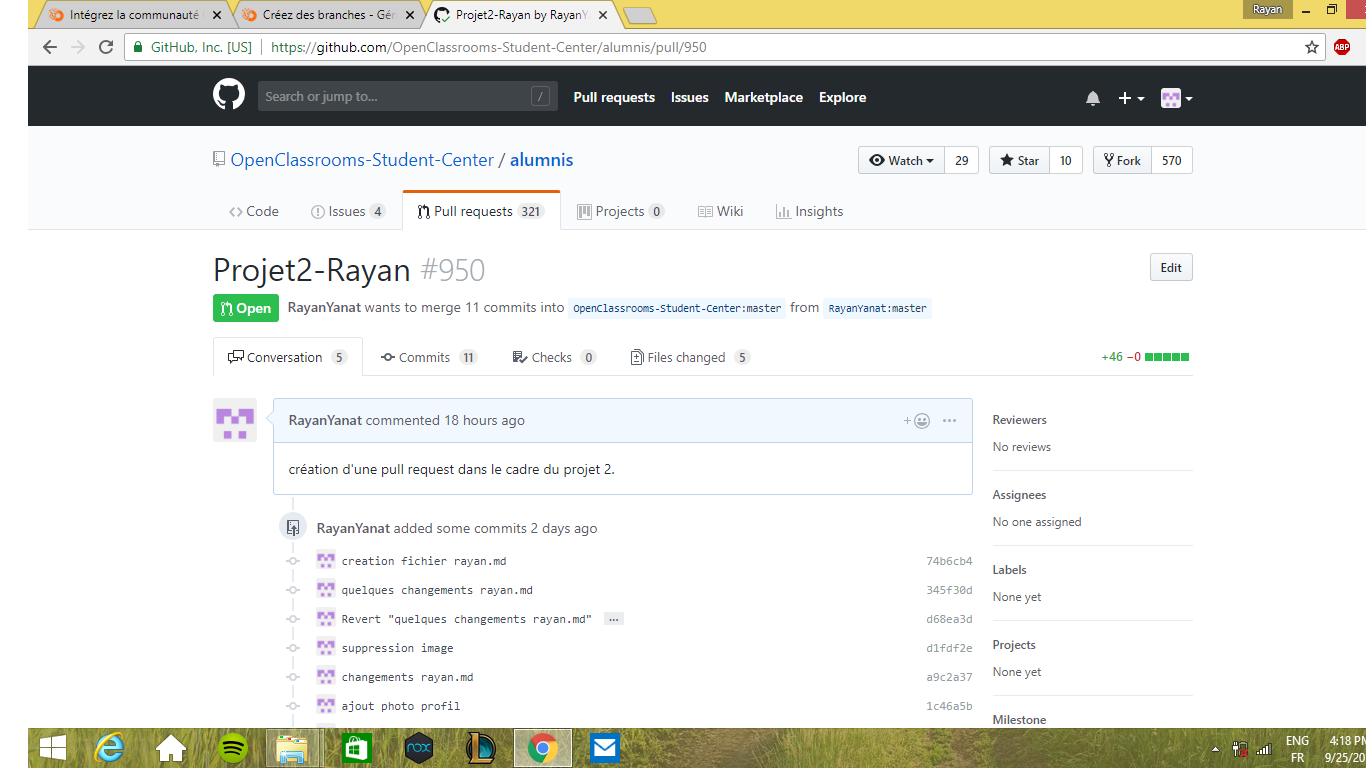 Rayan
Intégrez la communauté
Créez des branches - Gér
Projet2-Rayan by RayanY
GitHub, Inc. [US] https://github.com/OpenClassrooms-Student-Center/alumnis/pull/950
ABP
Search or jump to... /
Pull requests Issues Marketplace Explore
OpenClassrooms-Student-Center / alumnis
Watch 29 Star 10 Fork 570
Code Issues 4 Pull requests 321 Projects 0 Wiki Insights
Projet2-Rayan #950
Edit
Open RayanYanat wants to merge 11 commits into OpenClassrooms-Student-Center:master from RayanYanat:master
Conversation 5 Commits 11 Checks 0 Files changed 5 +46 −0
RayanYanat commented 18 hours ago
création d'une pull request dans le cadre du projet 2.
RayanYanat added some commits 2 days ago
creation fichier rayan.md 74b6cb4
quelques changements rayan.md 345f30d
Revert "quelques changements rayan.md" ... d68ea3d
suppression image d1fdf2e
changements rayan.md a9c2a37
ajout photo profil 1c46a5b
Reviewers
No reviews
Assignees
No one assigned
Labels
None yet
Projects
None yet
Milestone
nox
ENG
FR
4:18 PM
9/25/20